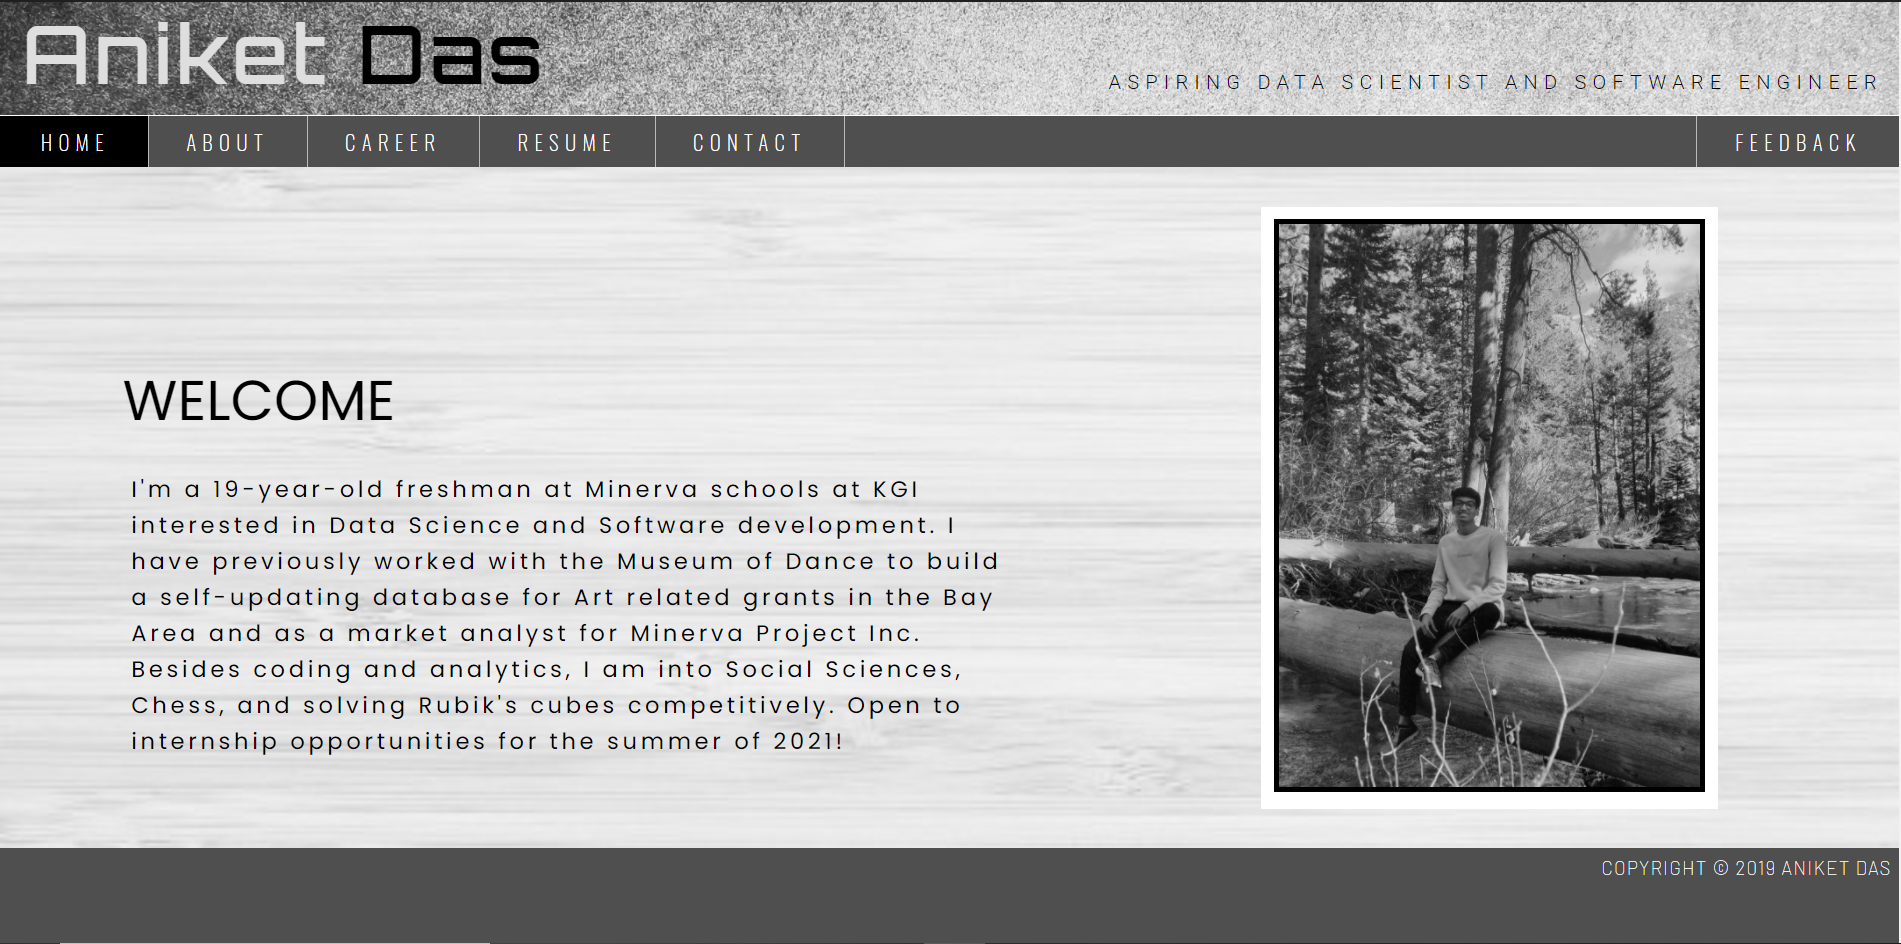 Aniket Das
ASPIRING DATA SCIENTIST AND SOFTWARE ENGINEER
HOME ABOUT CAREER RESUME CONTACT FEEDBACK
WELCOME
I'm a 19-year-old freshman at Minerva schools at KGI
interested in Data Science and Software development. I
have previously worked with the Museum of Dance to build
a self-updating database for Art related grants in the Bay
Area and as a market analyst for Minerva Project Inc.
Besides coding and analytics, I am into Social Sciences,
Chess, and solving Rubik's cubes competitively. Open to
internship opportunities for the summer of 2021!
COPYRIGHT © 2019 ANIKET DAS